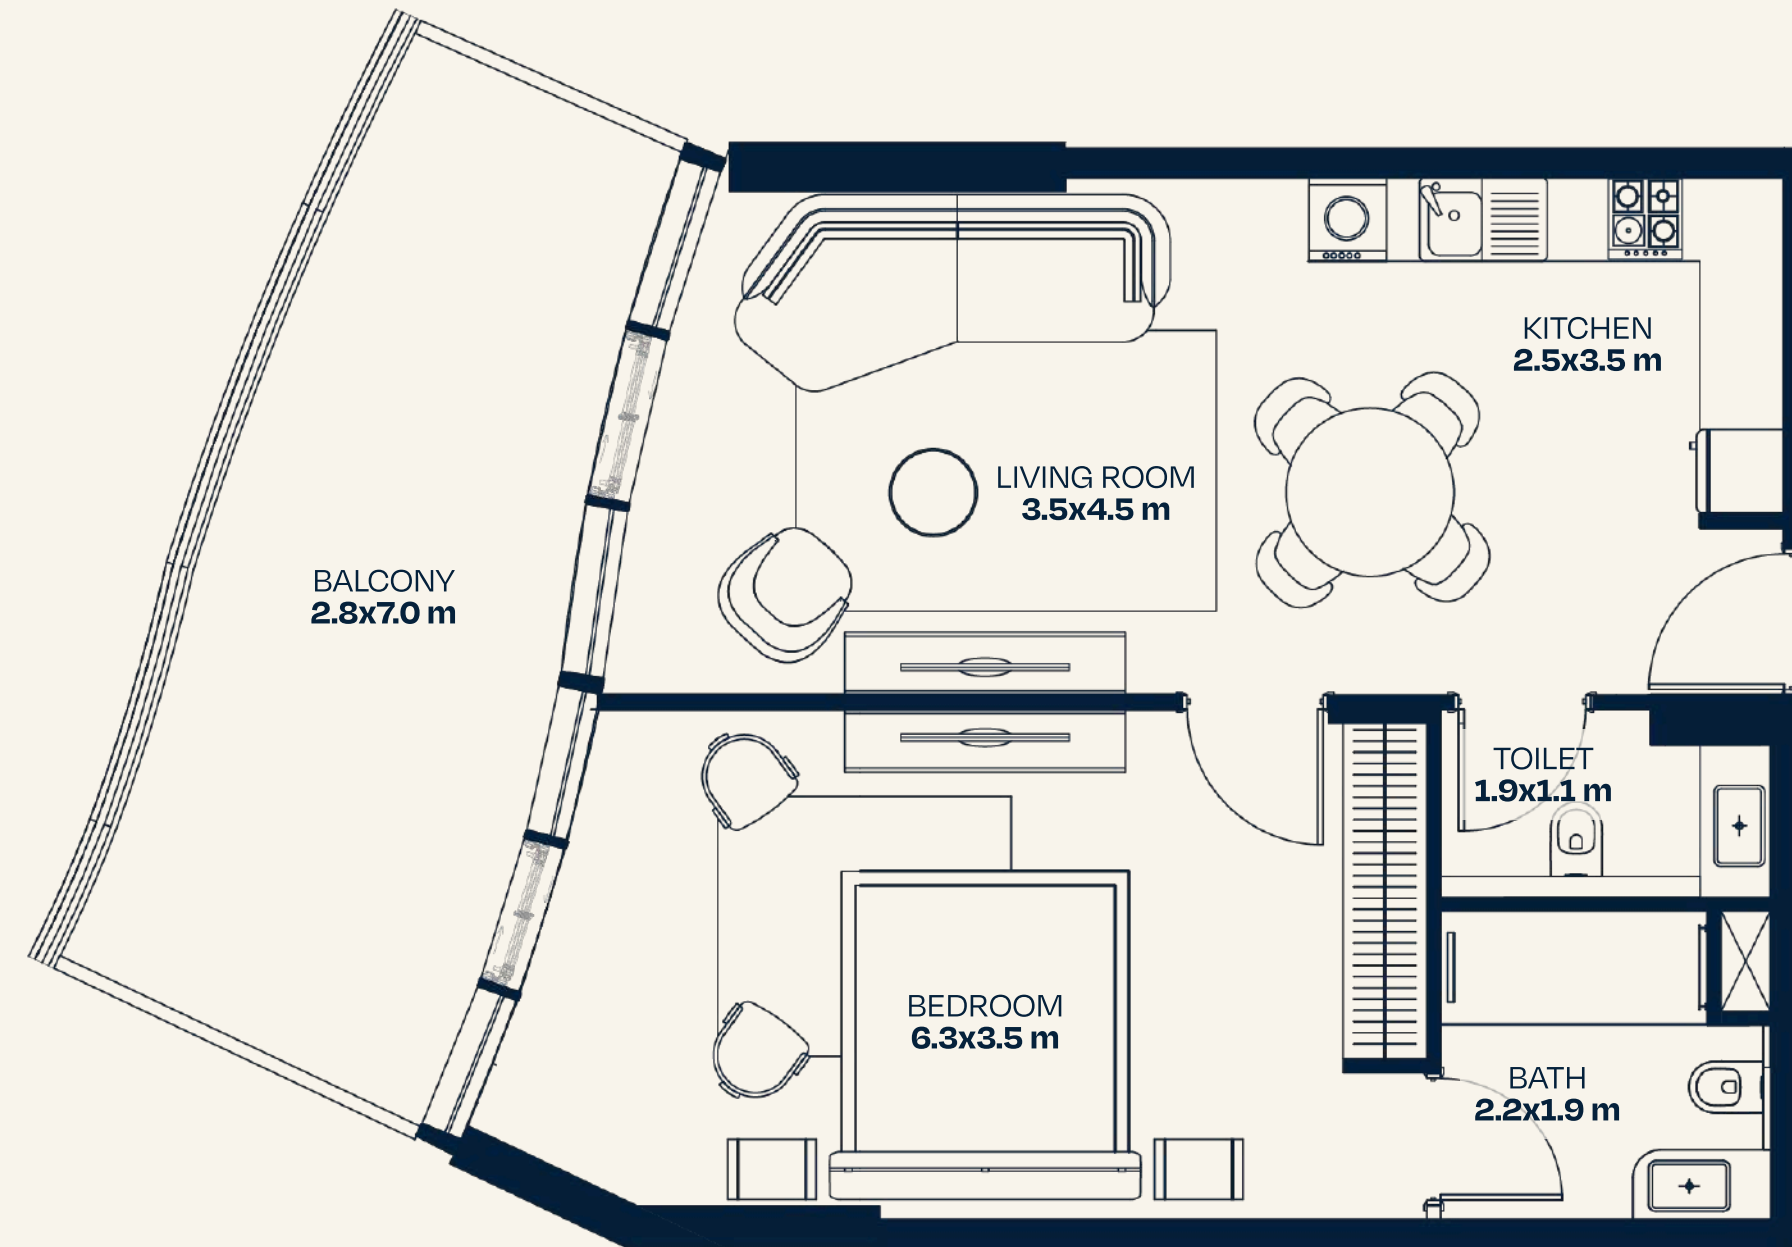 KITCHEN
2.5x3.5 m
LIVING ROOM
3.5x4.5 m
BALCONY
2.8x7.0 m
TOILET
1.9x1.1 m
BEDROOM
6.3x3.5 m
BATH
2.2x1.9 m